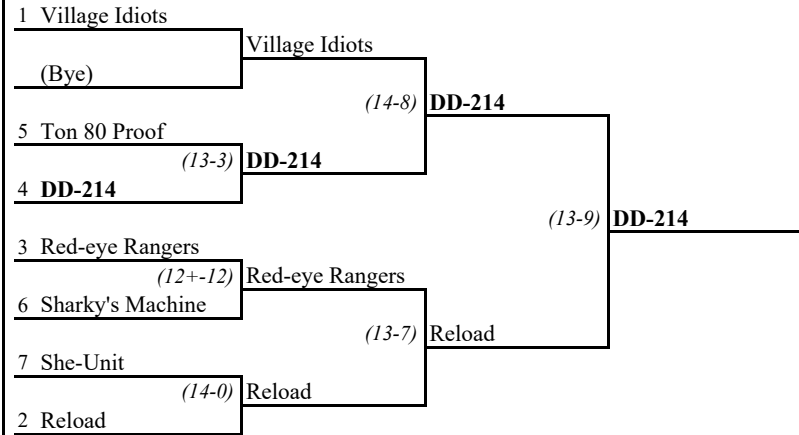 1 Village Idiots
Village Idiots
(Bye)
(14-8) DD-214
5 Ton 80 Proof
(13-3) DD-214
4 DD-214
(13-9) DD-214
3 Red-eye Rangers
(12+-12) Red-eye Rangers
6 Sharky's Machine
(13-7) Reload
7 She-Unit
(14-0) Reload
2 Reload